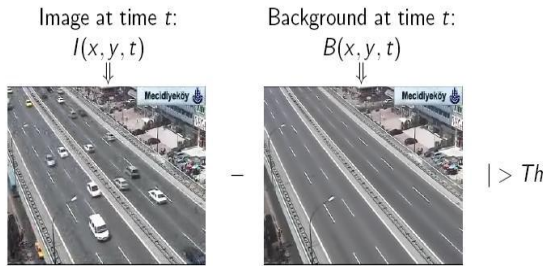 Image at time t:
I(x, y, t)
⇓
Background at time t:
B(x, y, t)
⇓
Mecidiyeköy
−
Mecidiyeköy
| > Th